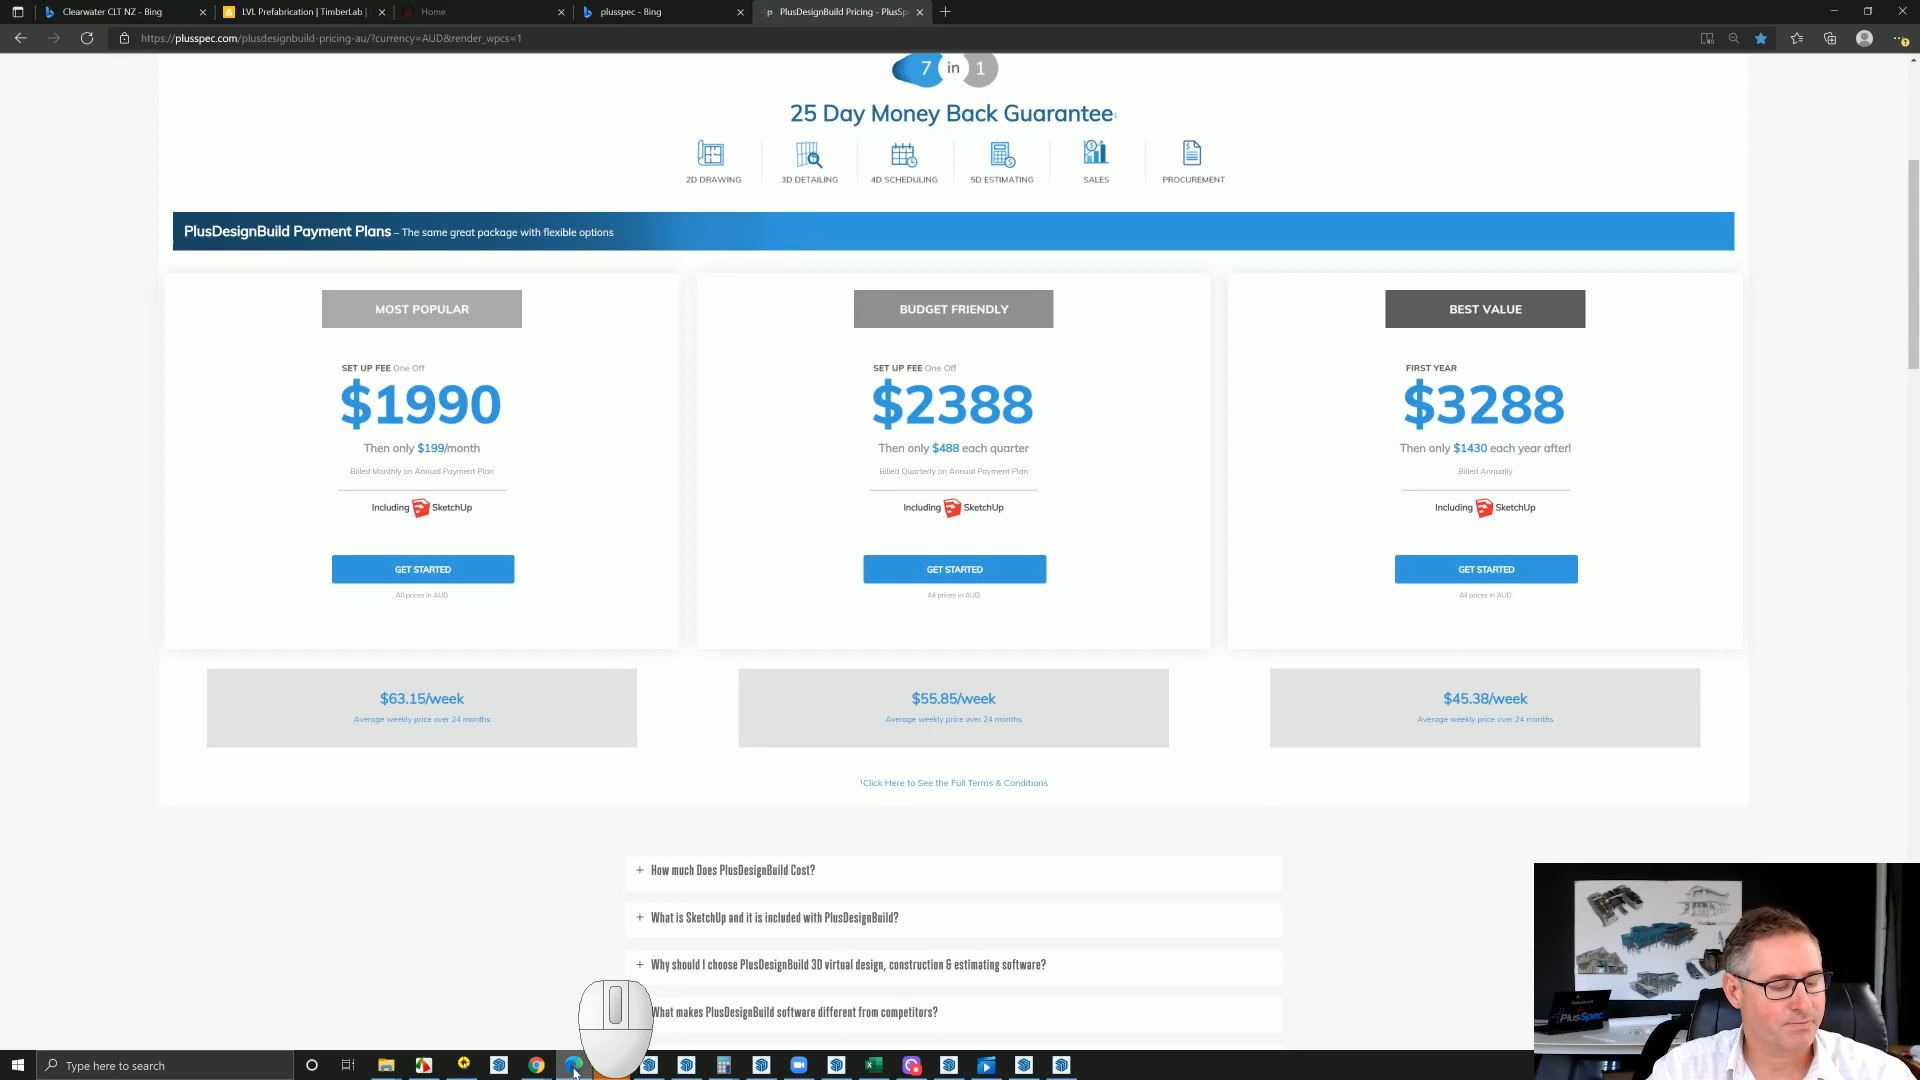 Clearwater CLT NZ - Bing
LVL Prefabrication | TimberLab |
Home
plusspec - Bing
PlusDesignBuild Pricing - PlusSp
https://plusspec.com/plusdesignbuild-pricing-au/?currency=AUD&render_wpcs=1
7 in 1
25 Day Money Back Guarantee¹
2D DRAWING
3D DETAILING
4D SCHEDULING
5D ESTIMATING
SALES
PROCUREMENT
PlusDesignBuild Payment Plans – The same great package with flexible options
MOST POPULAR
SET UP FEE One Off
$1990
Then only $199/month
Billed Monthly on Annual Payment Plan
Including SketchUp
GET STARTED
All prices in AUD
$63.15/week
Average weekly price over 24 months
BUDGET FRIENDLY
SET UP FEE One Off
$2388
Then only $488 each quarter
Billed Quarterly on Annual Payment Plan
Including SketchUp
GET STARTED
All prices in AUD
$55.85/week
Average weekly price over 24 months
BEST VALUE
FIRST YEAR
$3288
Then only $1430 each year after!
Billed Annually
Including SketchUp
GET STARTED
All prices in AUD
$45.38/week
Average weekly price over 24 months
¹Click Here to See the Full Terms & Conditions
+ How much Does PlusDesignBuild Cost?
+ What is SketchUp and it is included with PlusDesignBuild?
+ Why should I choose PlusDesignBuild 3D virtual design, construction & estimating software?
What makes PlusDesignBuild software different from competitors?
PlusSpec
Type here to search